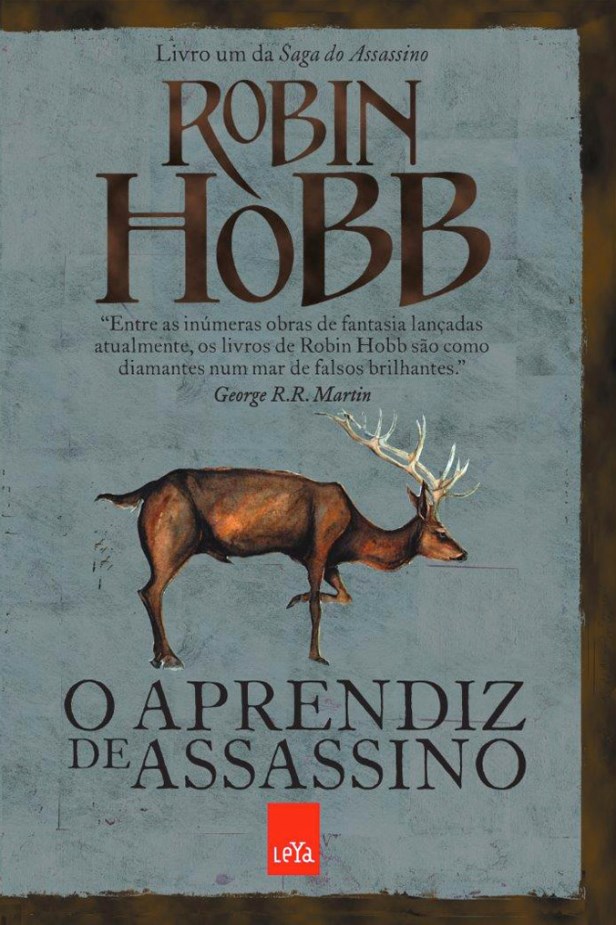 Livro um da Saga do Assassino
ROBIN
HOBB
“Entre as inúmeras obras de fantasia lançadas
atualmente, os livros de Robin Hobb são como
diamantes num mar de falsos brilhantes.”
George R.R. Martin
O APRENDIZ
DE ASSASSINO
LeYa